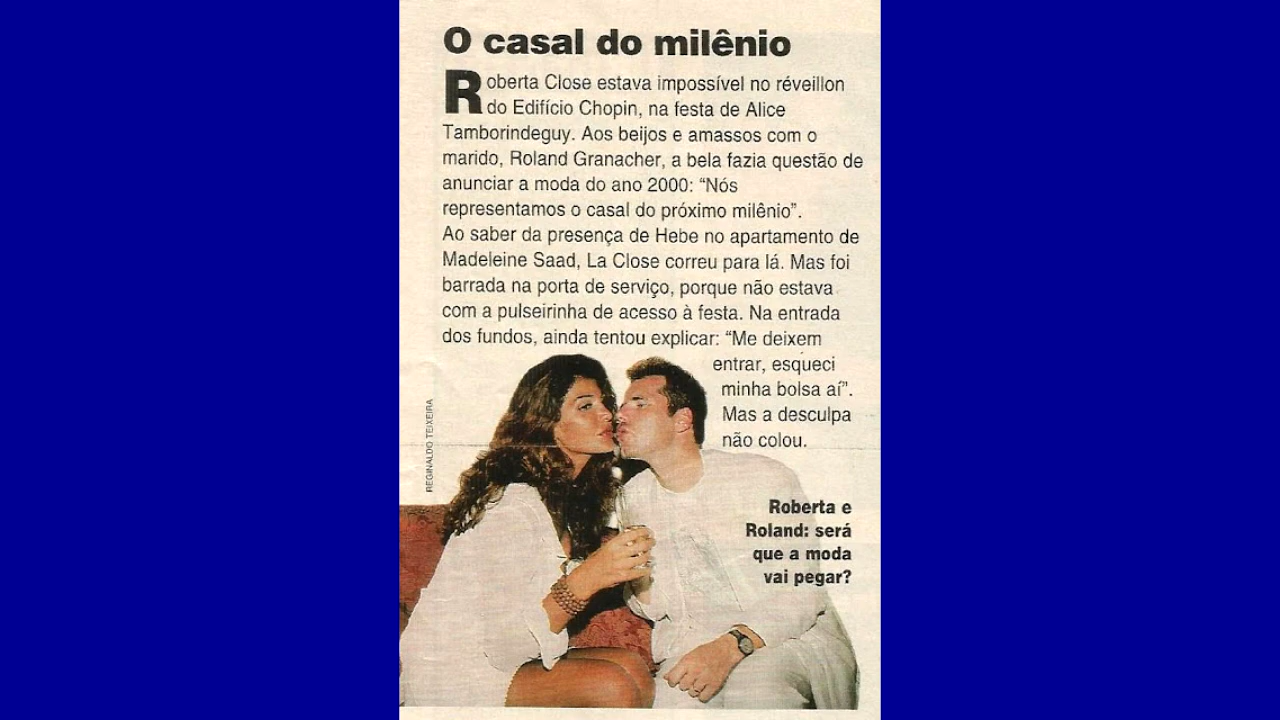 O casal do milênio
Roberta Close estava impossível no réveillon
do Edifício Chopin, na festa de Alice
Tamborindeguy. Aos beijos e amassos com o
marido, Roland Granacher, a bela fazia questão de
anunciar a moda do ano 2000: “Nós
representamos o casal do próximo milênio”.
Ao saber da presença de Hebe no apartamento de
Madeleine Saad, La Close correu para lá. Mas foi
barrada na porta de serviço, porque não estava
com a pulseirinha de acesso à festa. Na entrada
dos fundos, ainda tentou explicar: “Me deixem
entrar, esqueci
minha bolsa aí”.
Mas a desculpa
não colou.
REGINALDO TEIXEIRA
Roberta e
Roland: será
que a moda
vai pegar?